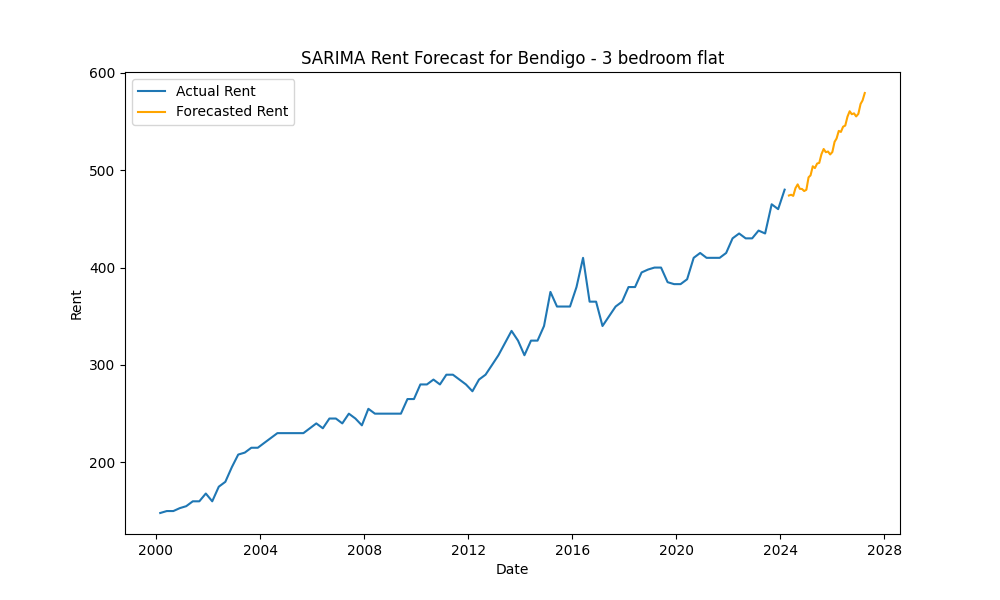 SARIMA Rent Forecast for Bendigo - 3 bedroom flat
Actual Rent
Forecasted Rent
600
500
400
300
200
Rent
2000 2004 2008 2012 2016 2020 2024 2028
Date